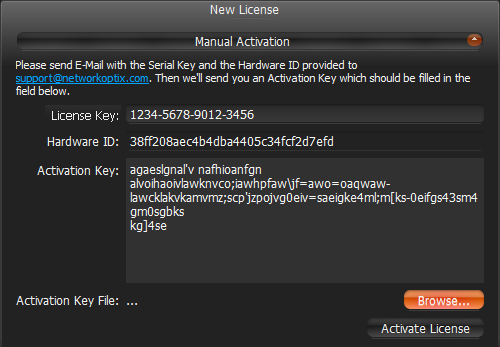 New License
Manual Activation
Please send E-Mail with the Serial Key and the Hardware ID provided to
support@networkoptix.com. Then we'll send you an Activation Key which should be filled in the
field below.
License Key: 1234-5678-9012-3456
Hardware ID: 38ff208aec4b4dba4405c34fcf2d7efd
Activation Key: agaeslgnal'v nafhioanfgn
alvoihaoivlawknvco;iawhpfaw\jf=awo=oaqwaw-
lawcklakvkamvmz;scp'jzpojvg0eiv=saeigke4ml;m[ks-0eifgs43sm4
gm0sgbks
kg]4se
Activation Key File: ... Browse...
Activate License